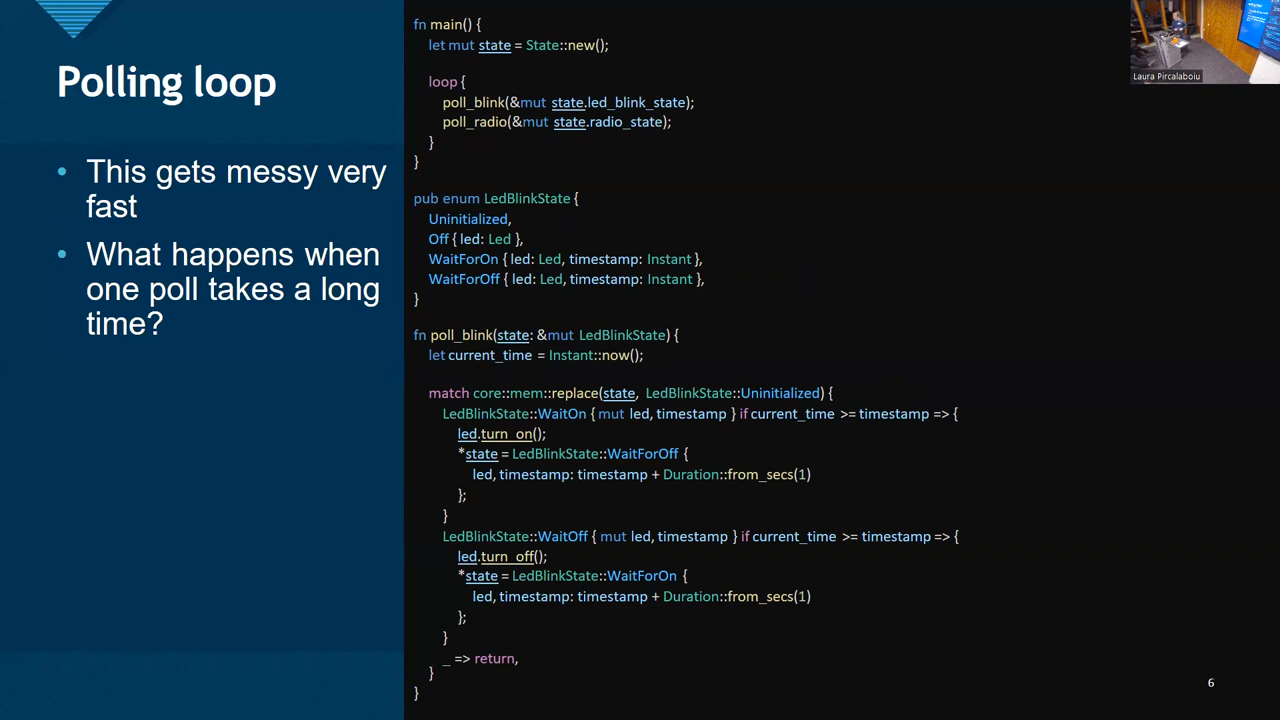 Polling loop
• This gets messy very
fast
• What happens when
one poll takes a long
time?
fn main() {
let mut state = State::new();
loop {
poll_blink(&mut state.led_blink_state);
poll_radio(&mut state.radio_state);
}
}
pub enum LedBlinkState {
Uninitialized,
Off { led: Led },
WaitForOn { led: Led, timestamp: Instant },
WaitForOff { led: Led, timestamp: Instant },
}
fn poll_blink(state: &mut LedBlinkState) {
let current_time = Instant::now();
match core::mem::replace(state, LedBlinkState::Uninitialized) {
LedBlinkState::WaitOn { mut led, timestamp } if current_time >= timestamp => {
led.turn_on();
*state = LedBlinkState::WaitForOff {
led, timestamp: timestamp + Duration::from_secs(1)
};
}
LedBlinkState::WaitOff { mut led, timestamp } if current_time >= timestamp => {
led.turn_off();
*state = LedBlinkState::WaitForOn {
led, timestamp: timestamp + Duration::from_secs(1)
};
}
_ => return,
}
}
Laura Pircalaboiu
6